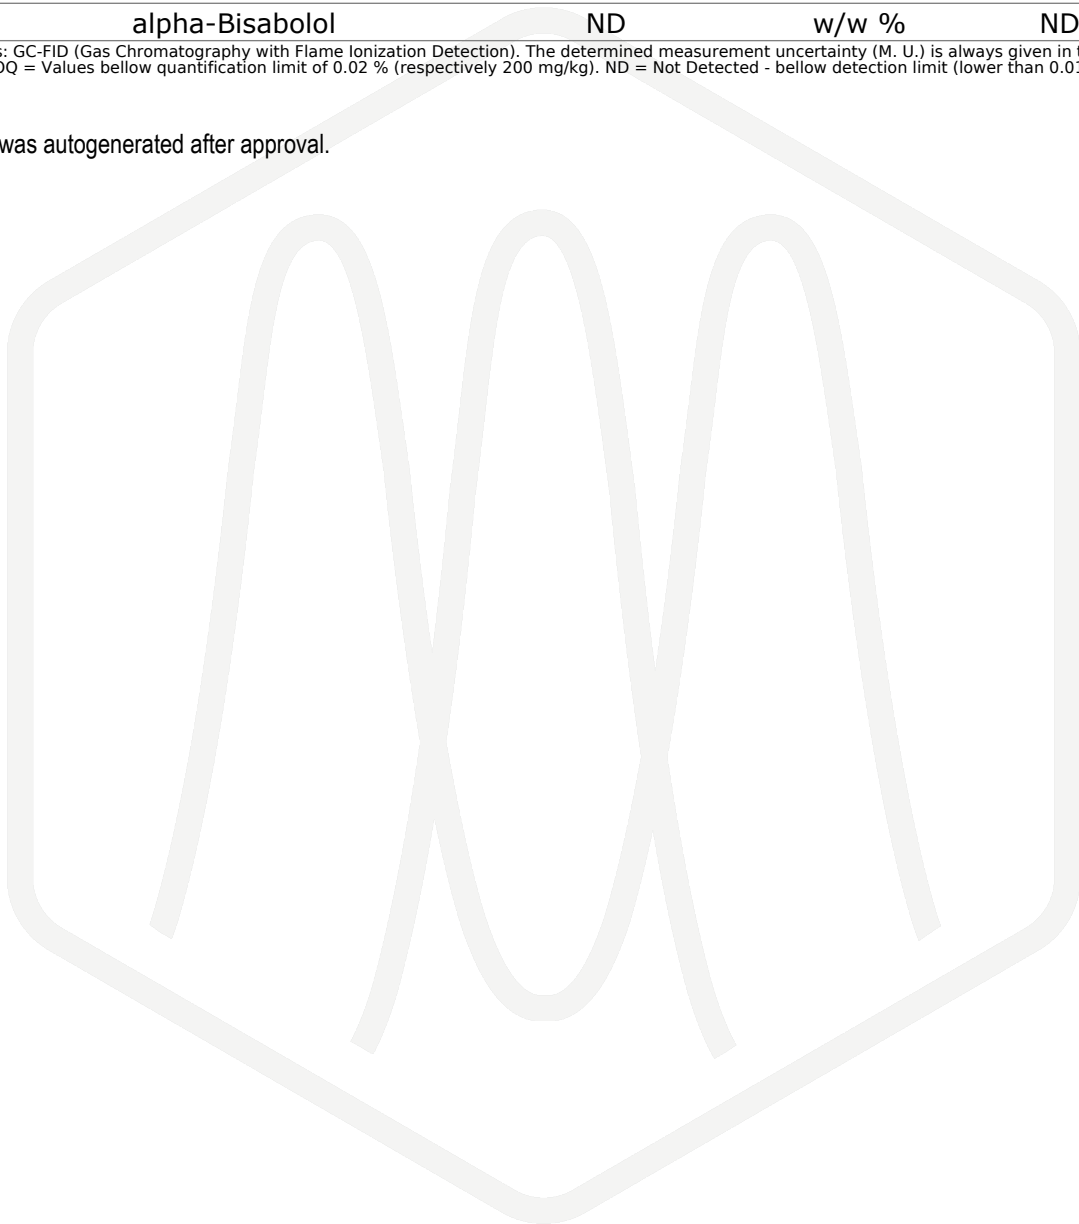 alpha-Bisabolol ND w/w % ND
s: GC-FID (Gas Chromatography with Flame Ionization Detection). The determined measurement uncertainty (M. U.) is always given in
OQ = Values bellow quantification limit of 0.02 % (respectively 200 mg/kg). ND = Not Detected - bellow detection limit (lower than 0.01
was autogenerated after approval.